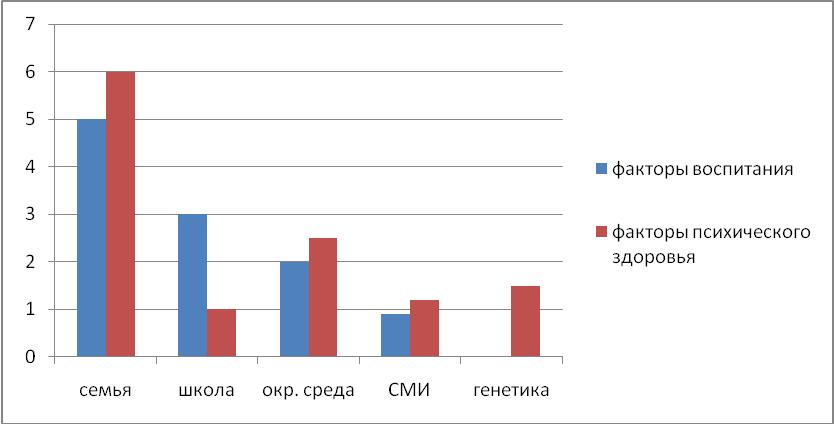 7
6
5
4
3
2
1
0
семья школа окр. среда СМИ генетика
факторы воспитания
факторы психического
здоровья